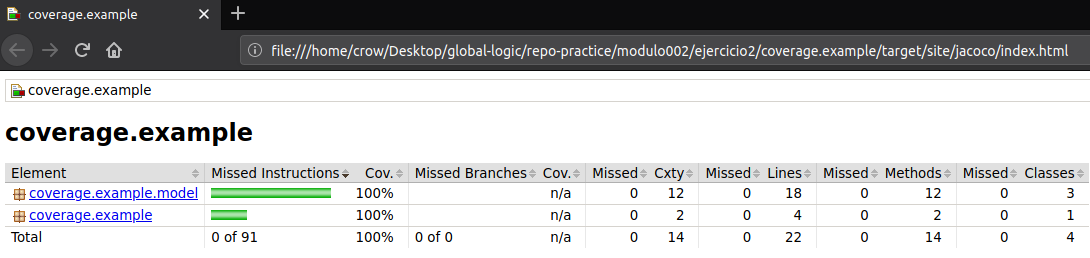 coverage.example
file:///home/crow/Desktop/global-logic/repo-practice/modulo002/ejercicio2/coverage.example/target/site/jacoco/index.html
coverage.example
coverage.example
Element Missed Instructions Cov. Missed Branches Cov. Missed Cxty Missed Lines Missed Methods Missed Classes
coverage.example.model 100% n/a 0 12 0 18 0 12 0 3
coverage.example 100% n/a 0 2 0 4 0 2 0 1
Total 0 of 91 100% 0 of 0 n/a 0 14 0 22 0 14 0 4